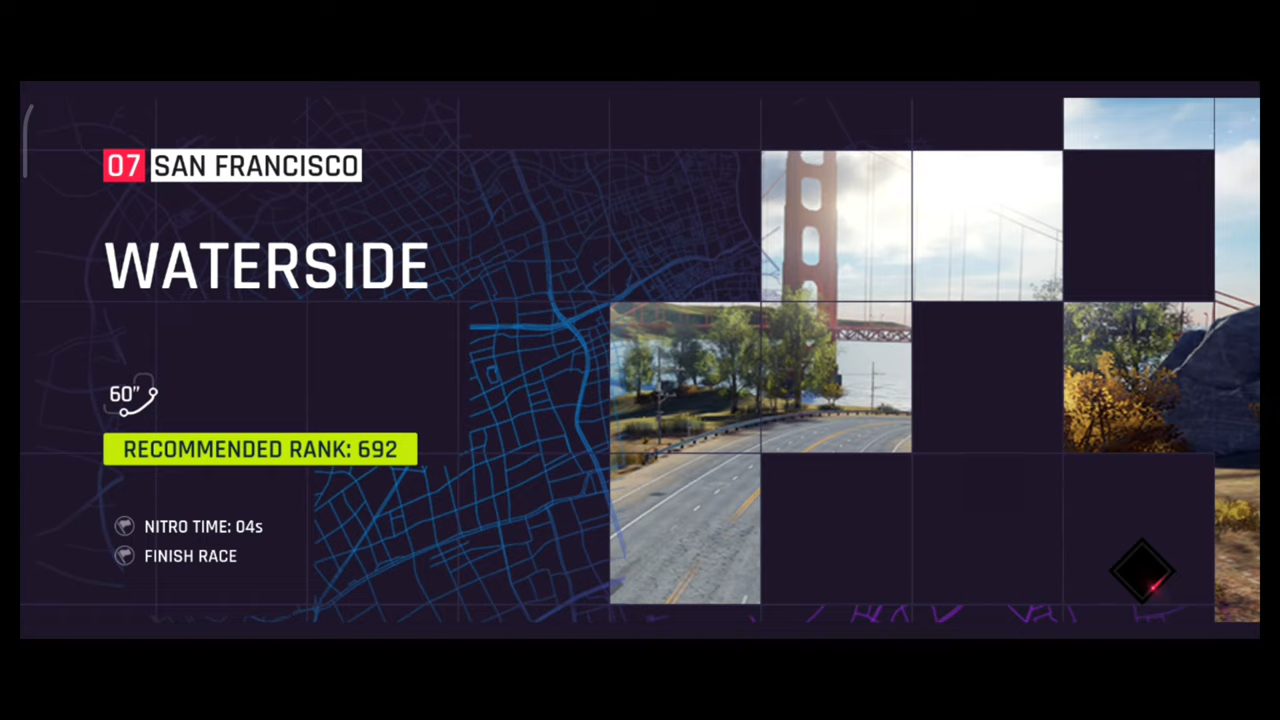 07 SAN FRANCISCO
WATERSIDE
60"
RECOMMENDED RANK: 692
NITRO TIME: 04s
FINISH RACE